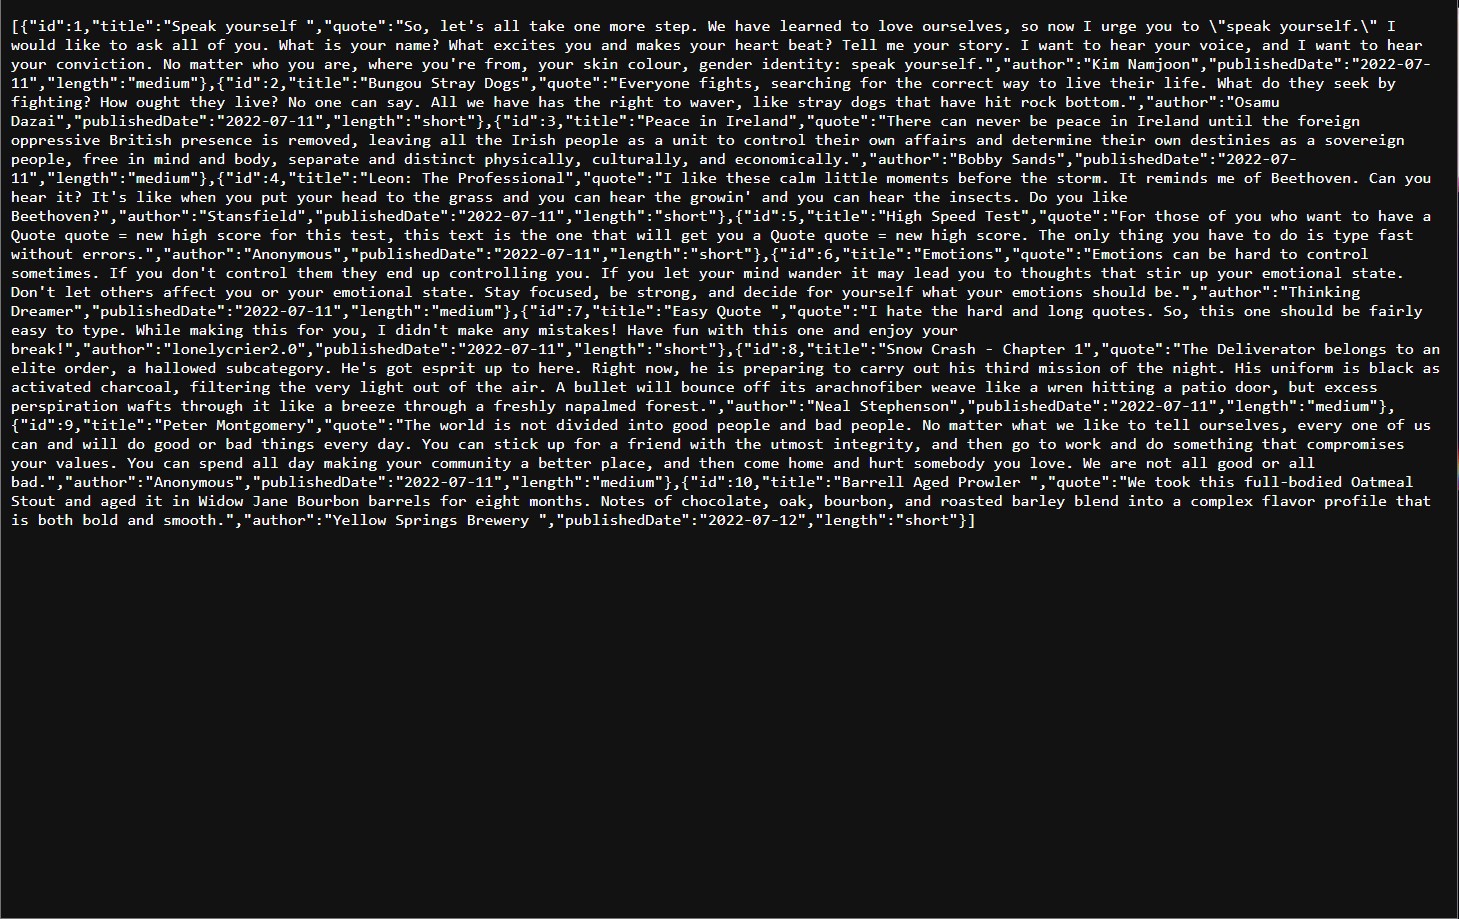 [{"id":1,"title":"Speak yourself ","quote":"So, let's all take one more step. We have learned to love ourselves, so now I urge you to \"speak yourself.\" I
would like to ask all of you. What is your name? What excites you and makes your heart beat? Tell me your story. I want to hear your voice, and I want to hear
your conviction. No matter who you are, where you're from, your skin colour, gender identity: speak yourself.","author":"Kim Namjoon","publishedDate":"2022-07-
11","length":"medium"},{"id":2,"title":"Bungou Stray Dogs","quote":"Everyone fights, searching for the correct way to live their life. What do they seek by
fighting? How ought they live? No one can say. All we have has the right to waver, like stray dogs that have hit rock bottom.","author":"Osamu
Dazai","publishedDate":"2022-07-11","length":"short"},{"id":3,"title":"Peace in Ireland","quote":"There can never be peace in Ireland until the foreign
oppressive British presence is removed, leaving all the Irish people as a unit to control their own affairs and determine their own destinies as a sovereign
people, free in mind and body, separate and distinct physically, culturally, and economically.","author":"Bobby Sands","publishedDate":"2022-07-
11","length":"medium"},{"id":4,"title":"Leon: The Professional","quote":"I like these calm little moments before the storm. It reminds me of Beethoven. Can you
hear it? It's like when you put your head to the grass and you can hear the growin' and you can hear the insects. Do you like
Beethoven?","author":"Stansfield","publishedDate":"2022-07-11","length":"short"},{"id":5,"title":"High Speed Test","quote":"For those of you who want to have a
Quote quote = new high score for this test, this text is the one that will get you a Quote quote = new high score. The only thing you have to do is type fast
without errors.","author":"Anonymous","publishedDate":"2022-07-11","length":"short"},{"id":6,"title":"Emotions","quote":"Emotions can be hard to control
sometimes. If you don't control them they end up controlling you. If you let your mind wander it may lead you to thoughts that stir up your emotional state.
Don't let others affect you or your emotional state. Stay focused, be strong, and decide for yourself what your emotions should be.","author":"Thinking
Dreamer","publishedDate":"2022-07-11","length":"medium"},{"id":7,"title":"Easy Quote ","quote":"I hate the hard and long quotes. So, this one should be fairly
easy to type. While making this for you, I didn't make any mistakes! Have fun with this one and enjoy your
break!","author":"lonelycrier2.0","publishedDate":"2022-07-11","length":"short"},{"id":8,"title":"Snow Crash - Chapter 1","quote":"The Deliverator belongs to an
elite order, a hallowed subcategory. He's got esprit up to here. Right now, he is preparing to carry out his third mission of the night. His uniform is black as
activated charcoal, filtering the very light out of the air. A bullet will bounce off its arachnofiber weave like a wren hitting a patio door, but excess
perspiration wafts through it like a breeze through a freshly napalmed forest.","author":"Neal Stephenson","publishedDate":"2022-07-11","length":"medium"},
{"id":9,"title":"Peter Montgomery","quote":"The world is not divided into good people and bad people. No matter what we like to tell ourselves, every one of us
can and will do good or bad things every day. You can stick up for a friend with the utmost integrity, and then go to work and do something that compromises
your values. You can spend all day making your community a better place, and then come home and hurt somebody you love. We are not all good or all
bad.","author":"Anonymous","publishedDate":"2022-07-11","length":"medium"},{"id":10,"title":"Barrell Aged Prowler ","quote":"We took this full-bodied Oatmeal
Stout and aged it in Widow Jane Bourbon barrels for eight months. Notes of chocolate, oak, bourbon, and roasted barley blend into a complex flavor profile that
is both bold and smooth.","author":"Yellow Springs Brewery ","publishedDate":"2022-07-12","length":"short"}]